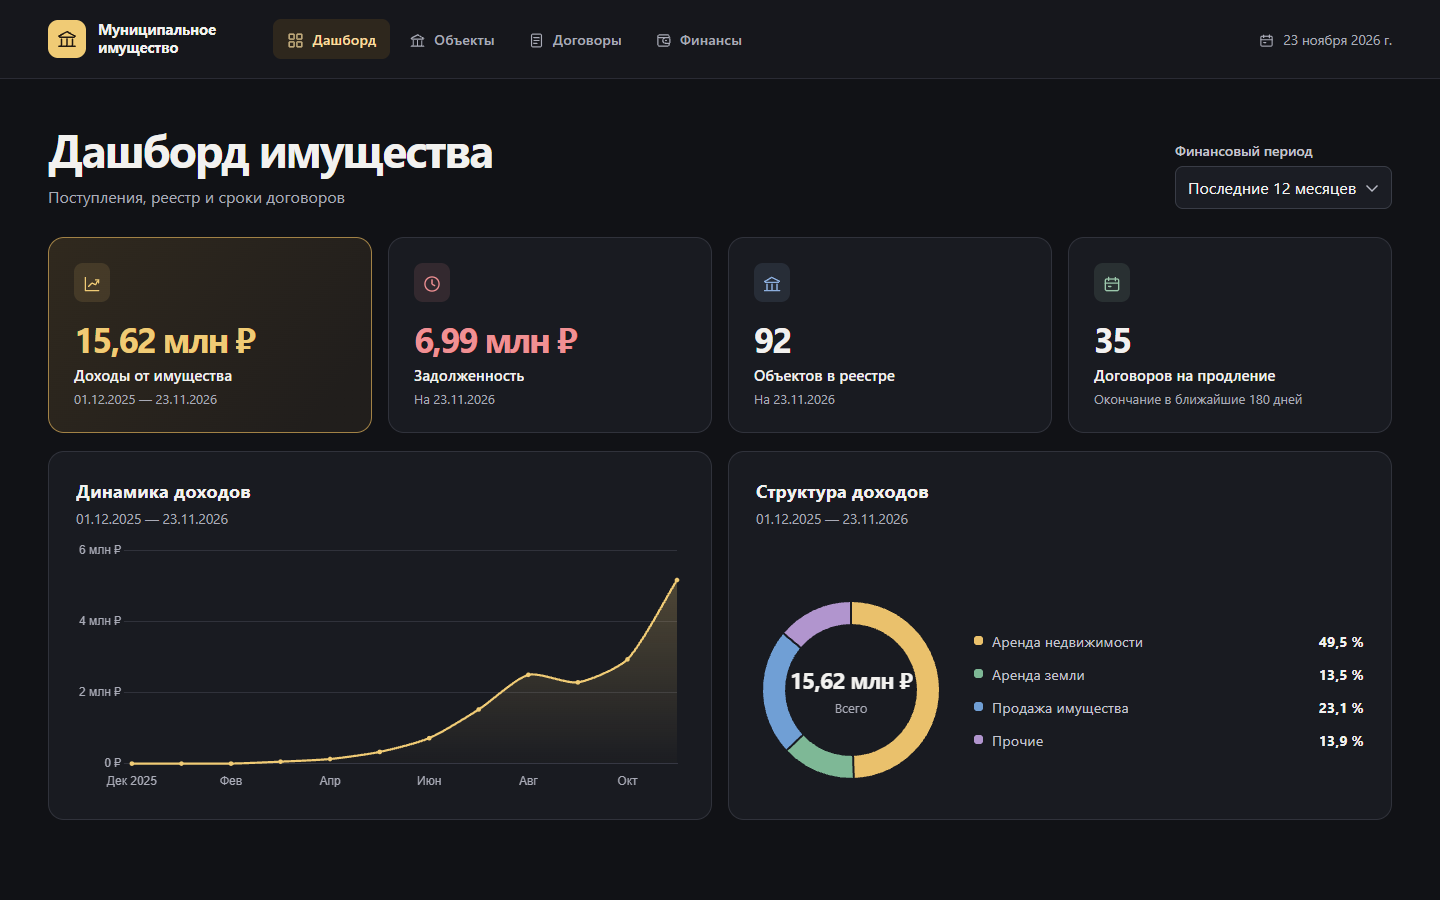 Муниципальное
имущество
Дашборд
Объекты
Договоры
Финансы
23 ноября 2026 г.
Дашборд имущества
Поступления, реестр и сроки договоров
Финансовый период
Последние 12 месяцев
15,62 млн ₽
Доходы от имущества
01.12.2025 — 23.11.2026
6,99 млн ₽
Задолженность
На 23.11.2026
92
Объектов в реестре
На 23.11.2026
35
Договоров на продление
Окончание в ближайшие 180 дней
Динамика доходов
01.12.2025 — 23.11.2026
6 млн ₽
4 млн ₽
2 млн ₽
0 ₽
Дек 2025
Фев
Апр
Июн
Авг
Окт
Структура доходов
01.12.2025 — 23.11.2026
15,62 млн ₽
Всего
Аренда недвижимости 49,5 %
Аренда земли 13,5 %
Продажа имущества 23,1 %
Прочие 13,9 %